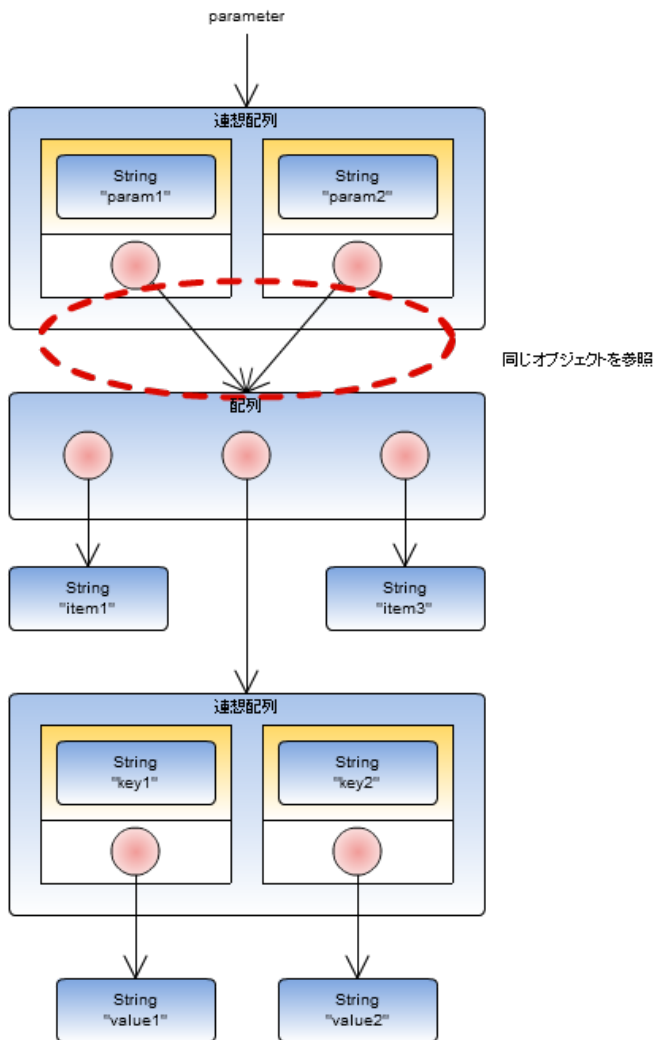 parameter
連想配列
String
"param1"
String
"param2"
同じオブジェクトを参照
配列
String
"item1"
String
"item3"
連想配列
String
"key1"
String
"key2"
String
"value1"
String
"value2"